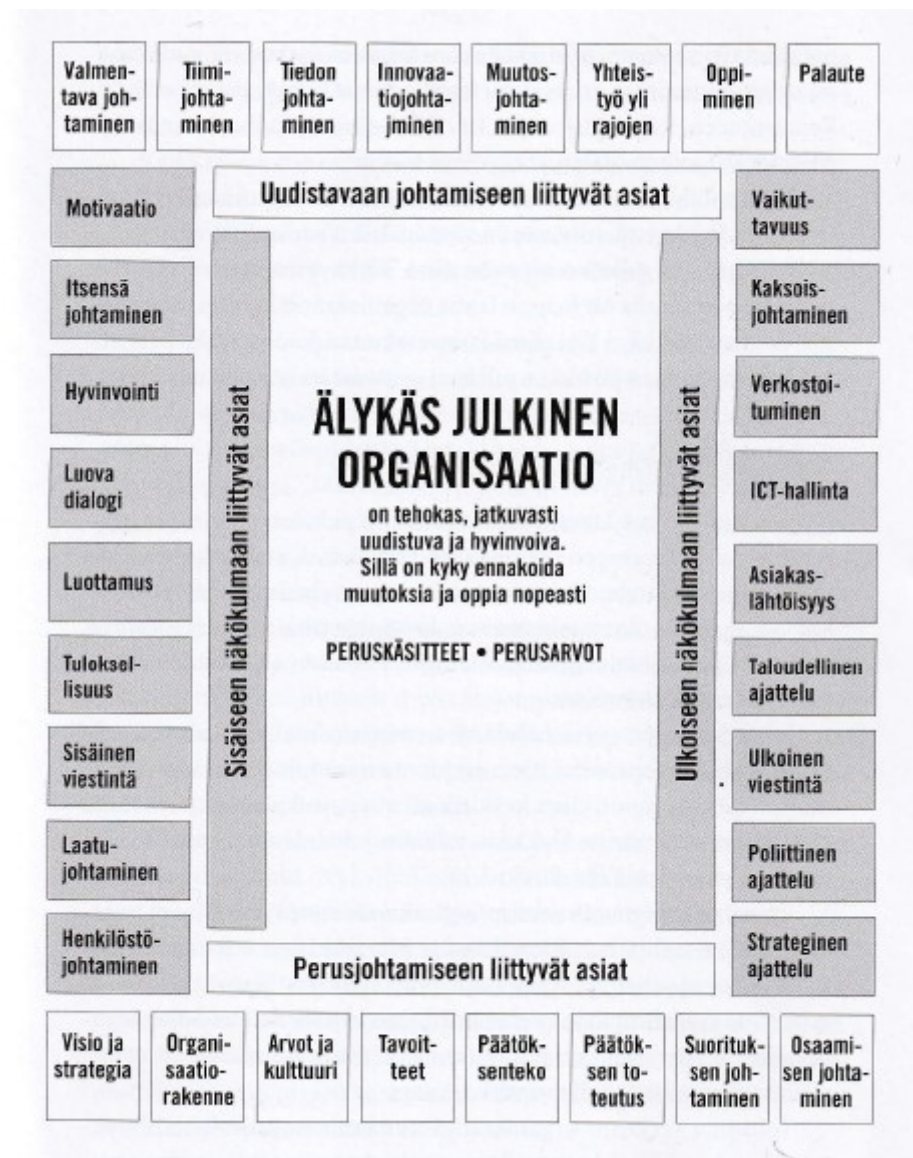 Valmen-
tava joh-
taminen
Tiimi-
johta-
minen
Tiedon
johta-
minen
Innovaa-
tiojohta-
jminen
Muutos-
johta-
minen
Yhteis-
työ yli
rajojen
Oppi-
minen
Palaute
Uudistavaan johtamiseen liittyvät asiat
Motivaatio
Itsensä
johtaminen
Hyvinvointi
Luova
dialogi
Luottamus
Tuloksel-
lisuus
Sisäinen
viestintä
Laatu-
johtaminen
Henkilöstö-
johtaminen
Sisäiseen näkökulmaan liittyvät asiat
ÄLYKÄS JULKINEN
ORGANISAATIO
on tehokas, jatkuvasti
uudistuva ja hyvinvoiva.
Sillä on kyky ennakoida
muutoksia ja oppia nopeasti
PERUSKÄSITTEET • PERUSARVOT
Ulkoiseen näkökulmaan liittyvät asiat
Vaikut-
tavuus
Kaksois-
johtaminen
Verkostoi-
tuminen
ICT-hallinta
Asiakas-
lähtöisyys
Taloudellinen
ajattelu
Ulkoinen
viestintä
Poliittinen
ajattelu
Strateginen
ajattelu
Perusjohtamiseen liittyvät asiat
Visio ja
strategia
Organi-
saatio-
rakenne
Arvot ja
kulttuuri
Tavoit-
teet
Päätök-
senteko
Päätök-
sen to-
teutus
Suorituk-
sen joh-
taminen
Osaami-
sen johta-
minen